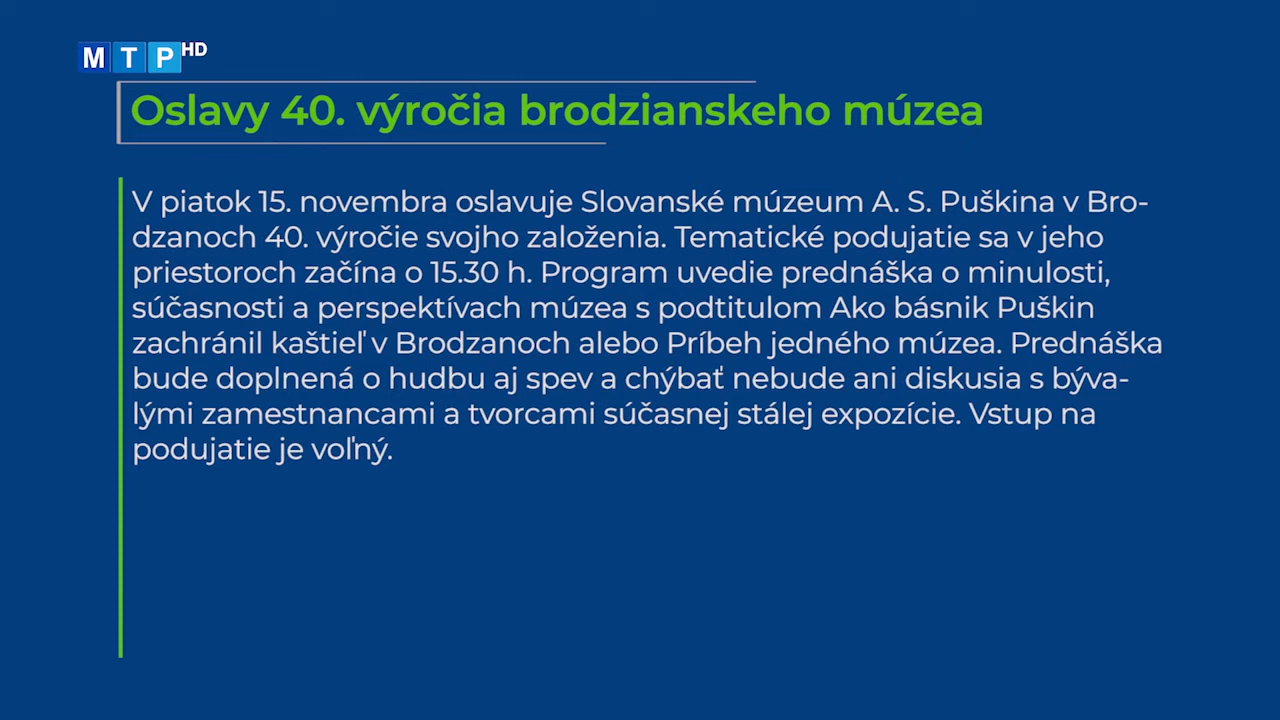 MTP HD
Oslavy 40. výročia brodzianskeho múzea
V piatok 15. novembra oslavuje Slovanské múzeum A. S. Puškina v Bro-
dzanoch 40. výročie svojho založenia. Tematické podujatie sa v jeho
priestoroch začína o 15.30 h. Program uvedie prednáška o minulosti,
súčasnosti a perspektívach múzea s podtitulom Ako básnik Puškin
zachránil kaštieľ v Brodzanoch alebo Príbeh jedného múzea. Prednáška
bude doplnená o hudbu aj spev a chýbať nebude ani diskusia s býva-
lými zamestnancami a tvorcami súčasnej stálej expozície. Vstup na
podujatie je voľný.